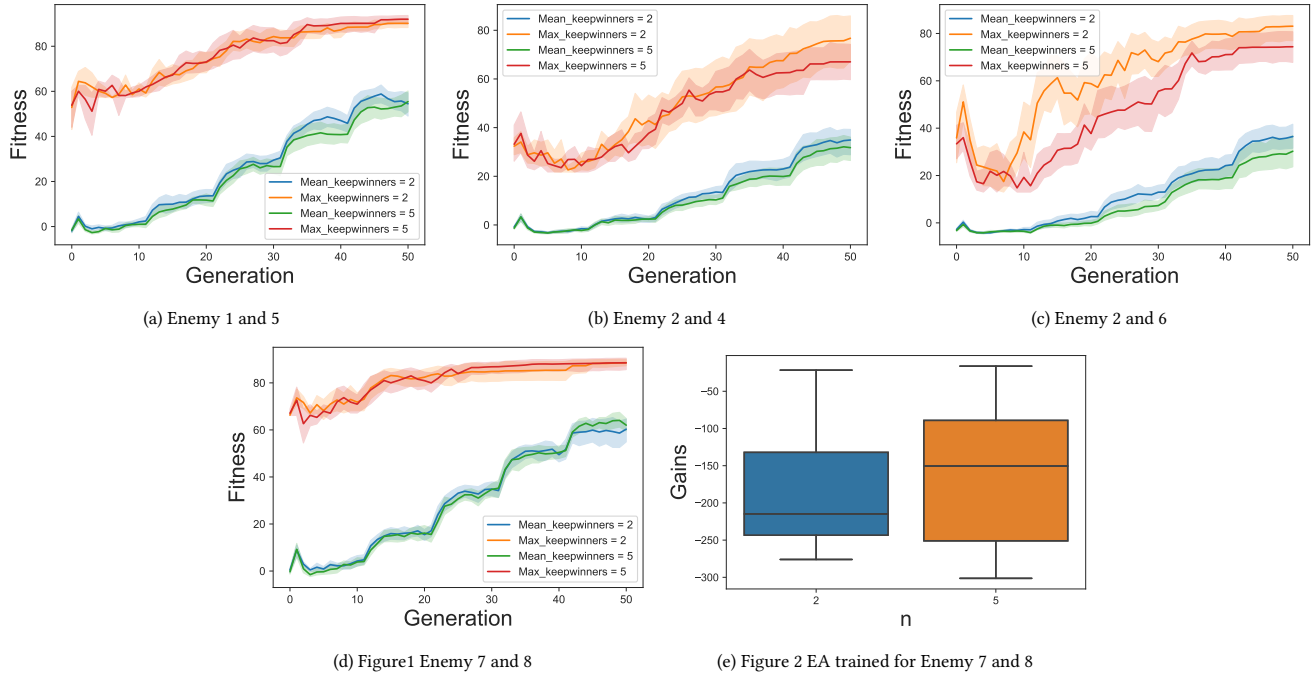 Fitness
80
60
40
20
0
0 10 20 30 40 50
Generation
Mean_keepwinners = 2
Max_keepwinners = 2
Mean_keepwinners = 5
Max_keepwinners = 5
(a) Enemy 1 and 5
Fitness
80
60
40
20
0
0 10 20 30 40 50
Generation
Mean_keepwinners = 2
Max_keepwinners = 2
Mean_keepwinners = 5
Max_keepwinners = 5
(b) Enemy 2 and 4
Fitness
80
60
40
20
0
0 10 20 30 40 50
Generation
Mean_keepwinners = 2
Max_keepwinners = 2
Mean_keepwinners = 5
Max_keepwinners = 5
(c) Enemy 2 and 6
Fitness
80
60
40
20
0
0 10 20 30 40 50
Generation
Mean_keepwinners = 2
Max_keepwinners = 2
Mean_keepwinners = 5
Max_keepwinners = 5
(d) Figure1 Enemy 7 and 8
Gains
−50
−100
−150
−200
−250
−300
2 5
n
(e) Figure 2 EA trained for Enemy 7 and 8